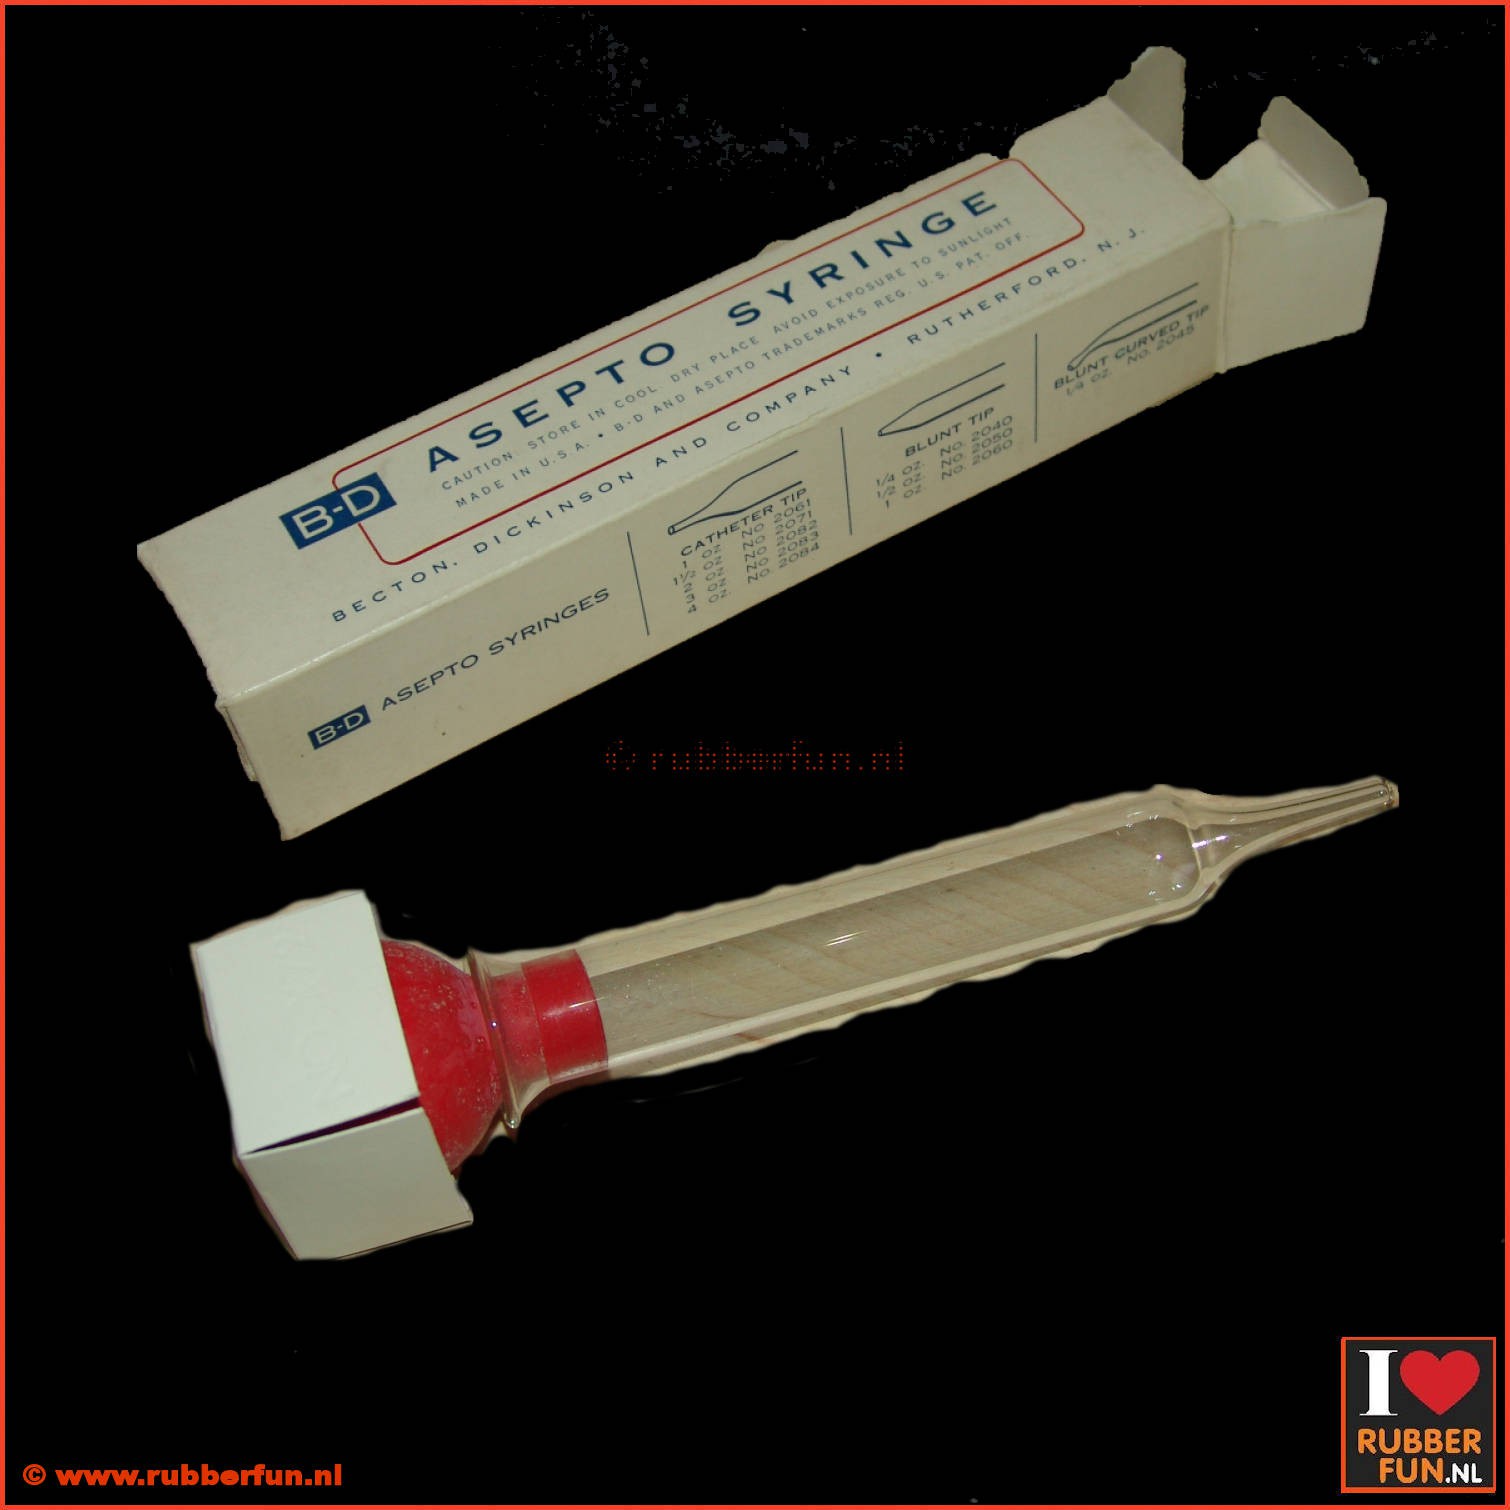 ASEPTO SYRINGE
CAUTION: STORE IN COOL DRY PLACE AVOID EXPOSURE TO SUNLIGHT
MADE IN U.S.A. • B-D AND ASEPTO TRADEMARKS REG. U.S. PAT. OFF.
B-D
BECTON, DICKINSON AND COMPANY • RUTHERFORD, N. J.
B-D ASEPTO SYRINGES
CATHETER TIP
1 OZ. NO. 2061
1½ OZ. NO. 2071
2 OZ. NO. 2082
3 OZ. NO. 2083
4 OZ. NO. 2084
BLUNT TIP
¼ OZ. NO. 2040
½ OZ. NO. 2050
1 OZ. NO. 2060
BLUNT CURVED TIP
¼ OZ. NO. 2045
© rubberfun.nl
© www.rubberfun.nl
I
RUBBER
FUN.NL